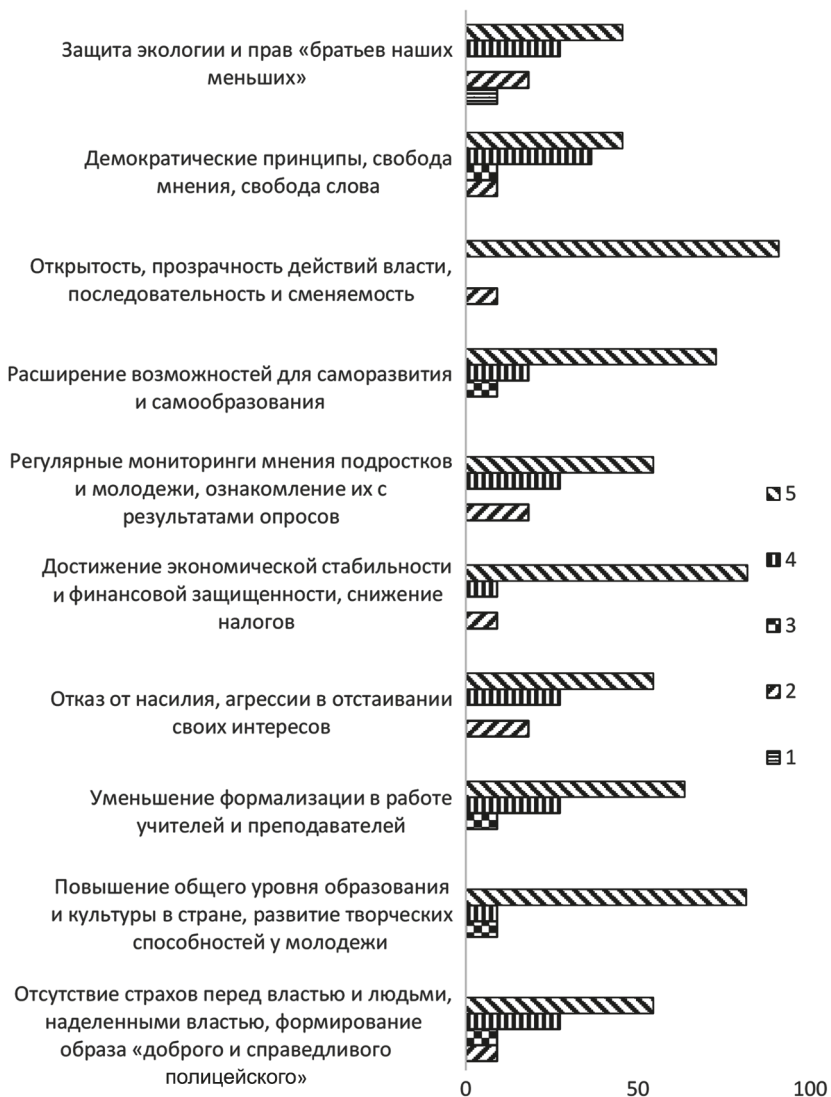 Защита экологии и прав «братьев наших
меньших»
Демократические принципы, свобода
мнения, свобода слова
Открытость, прозрачность действий власти,
последовательность и сменяемость
Расширение возможностей для саморазвития
и самообразования
Регулярные мониторинги мнения подростков
и молодежи, ознакомление их с
результатами опросов
Достижение экономической стабильности
и финансовой защищенности, снижение
налогов
Отказ от насилия, агрессии в отстаивании
своих интересов
Уменьшение формализации в работе
учителей и преподавателей
Повышение общего уровня образования
и культуры в стране, развитие творческих
способностей у молодежи
Отсутствие страхов перед властью и людьми,
наделенными властью, формирование
образа «доброго и справедливого
полицейского»
5
4
3
2
1
0 50 100